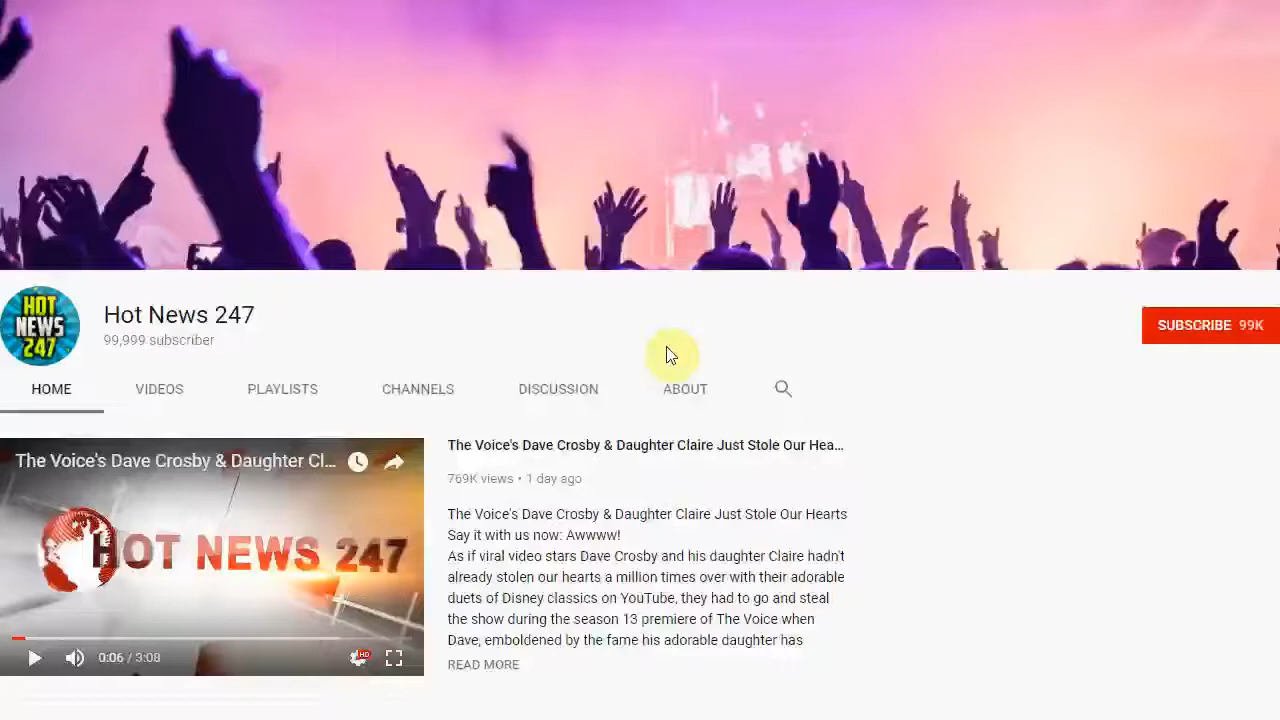 HOT
NEWS
247
Hot News 247
99,999 subscriber
SUBSCRIBE 99K
HOME
VIDEOS
PLAYLISTS
CHANNELS
DISCUSSION
ABOUT
The Voice's Dave Crosby & Daughter Cl...
HOT NEWS 247
HD
0:06 / 3:08
The Voice's Dave Crosby & Daughter Claire Just Stole Our Hea...
769K views • 1 day ago
The Voice's Dave Crosby & Daughter Claire Just Stole Our Hearts
Say it with us now: Awwww!
As if viral video stars Dave Crosby and his daughter Claire hadn't
already stolen our hearts a million times over with their adorable
duets of Disney classics on YouTube, they had to go and steal
the show during the season 13 premiere of The Voice when
Dave, emboldened by the fame his adorable daughter has
READ MORE